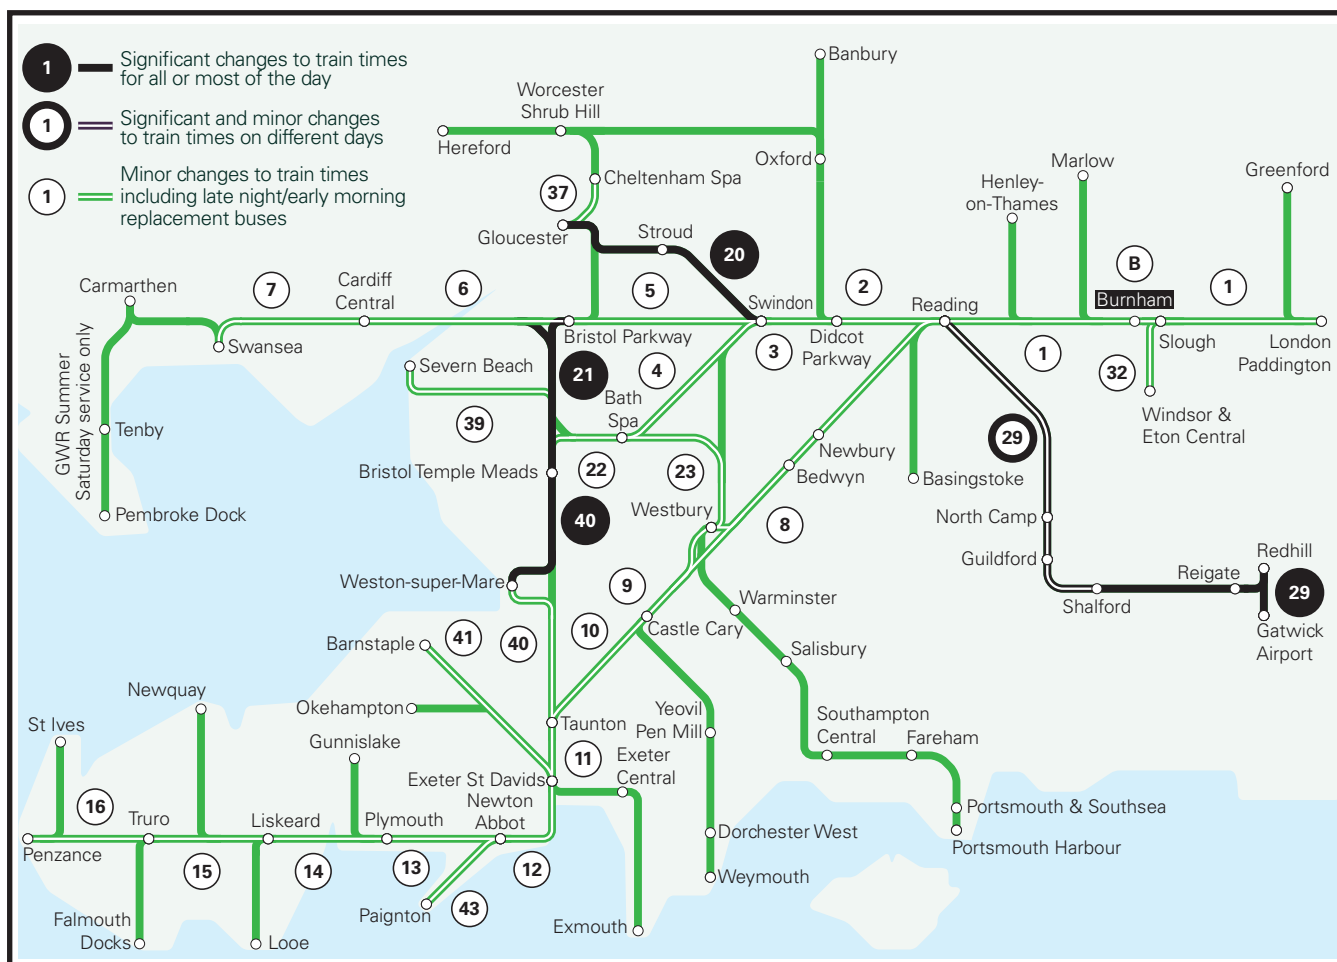 1
Significant changes to train times
for all or most of the day
1
Significant and minor changes
to train times on different days
1
Minor changes to train times
including late night/early morning
replacement buses
Banbury
Worcester
Shrub Hill
Hereford
Oxford
Marlow
Greenford
Henley-
on-Thames
37
Cheltenham Spa
Gloucester
Stroud
20
B
Carmarthen
7
Cardiff
Central
6
5
Swindon
2
Reading
Burnham
1
Swansea
Bristol Parkway
3
Didcot
Parkway
1
Slough
London
Paddington
GWR Summer
Saturday service only
Severn Beach
21
4
32
Bath
Spa
Windsor &
Eton Central
Tenby
39
29
Newbury
Bristol Temple Meads
22
23
Bedwyn
Basingstoke
Pembroke Dock
40
Westbury
8
North Camp
Guildford
Redhill
Weston-super-Mare
9
Shalford
Reigate
29
Warminster
Gatwick
Airport
Barnstaple
41
40
10
Castle Cary
Salisbury
Newquay
Okehampton
Yeovil
Pen Mill
Southampton
Central
Fareham
St Ives
Taunton
Gunnislake
11
Exeter
Central
Exeter St Davids
Newton
Abbot
16
Truro
Liskeard
Plymouth
Portsmouth & Southsea
Penzance
Dorchester West
Portsmouth Harbour
15
14
13
12
Weymouth
Falmouth
Docks
Looe
Paignton
43
Exmouth